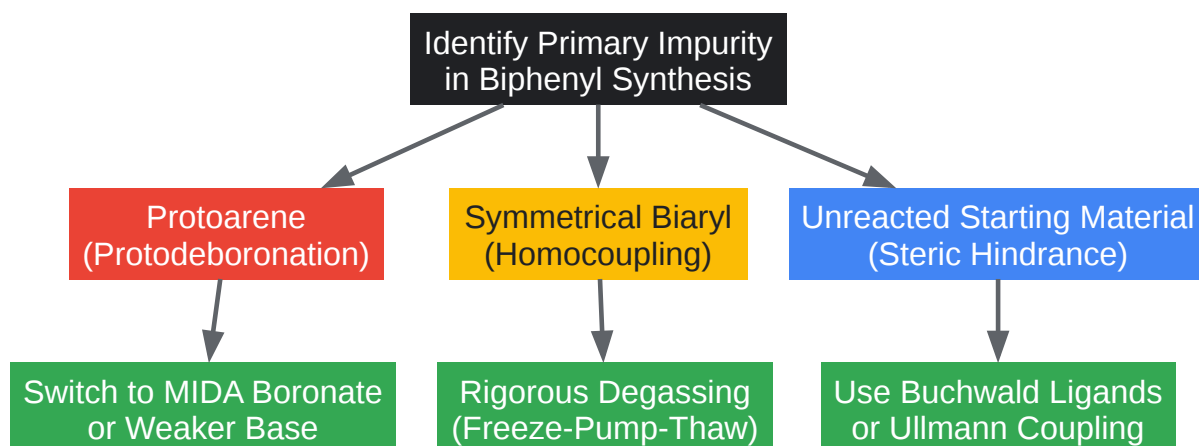 Identify Primary Impurity
in Biphenyl Synthesis
Protoarene
(Protodeboronation)
Symmetrical Biaryl
(Homocoupling)
Unreacted Starting Material
(Steric Hindrance)
Switch to MIDA Boronate
or Weaker Base
Rigorous Degassing
(Freeze-Pump-Thaw)
Use Buchwald Ligands
or Ullmann Coupling